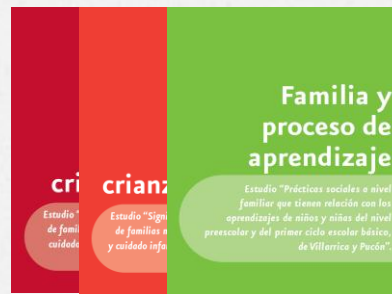 cri
Estudio "
de famil
cuidado
crianz
Estudio "Signi
de familias m
y cuidado infa
Familia y
proceso de
aprendizaje
Estudio "Prácticas sociales a nivel
familiar que tienen relación con los
aprendizajes de niños y niñas del nivel
preescolar y del primer ciclo escolar básico,
de Villarrica y Pucón".